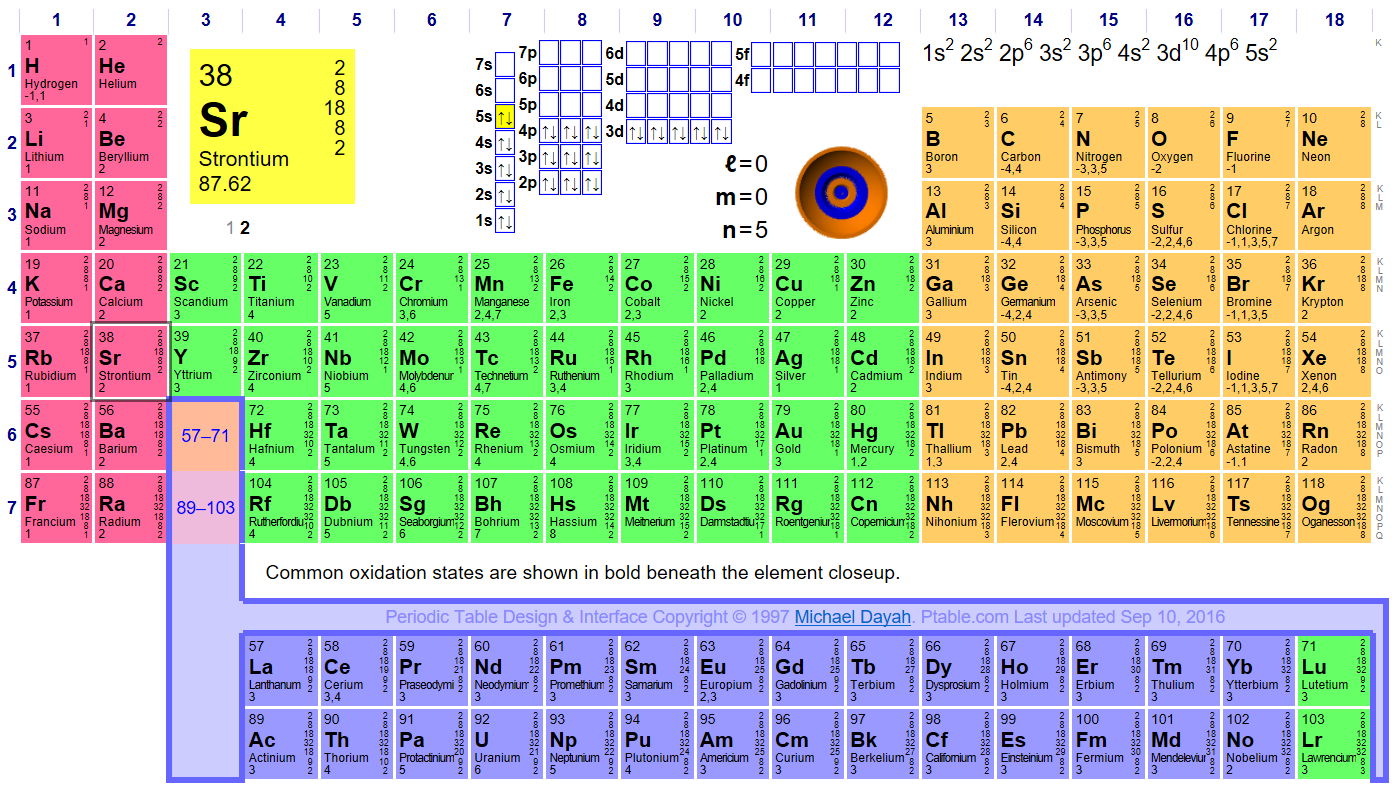 1 2 3 4 5 6 7 8 9 10 11 12 13 14 15 16 17 18
1s² 2s² 2p⁶ 3s² 3p⁶ 4s² 3d¹⁰ 4p⁶ 5s²
38
Sr
Strontium
87.62
2
8
18
8
2
1 2
7s
6s
5s ↑↓
4s ↑↓
3s ↑↓
2s ↑↓
1s ↑↓
7p
6p
5p
4p ↑↓ ↑↓ ↑↓
3p ↑↓ ↑↓ ↑↓
2p ↑↓ ↑↓ ↑↓
6d
5d
4d
3d ↑↓ ↑↓ ↑↓ ↑↓ ↑↓
5f
4f
ℓ=0
m=0
n=5
1
1 2
H He
Hydrogen Helium
-1,1
2
3 4 5 6 7 8 9 10
Li Be B C N O F Ne
Lithium Beryllium Boron Carbon Nitrogen Oxygen Fluorine Neon
1 2 3 -4,4 -3,3,5 -2 -1
3
11 12 13 14 15 16 17 18
Na Mg Al Si P S Cl Ar
Sodium Magnesium Aluminium Silicon Phosphorus Sulfur Chlorine Argon
1 2 3 -4,4 -3,3,5 -2,2,4,6 -1,1,3,5,7
4
19 20 21 22 23 24 25 26 27 28 29 30 31 32 33 34 35 36
K Ca Sc Ti V Cr Mn Fe Co Ni Cu Zn Ga Ge As Se Br Kr
Potassium Calcium Scandium Titanium Vanadium Chromium Manganese Iron Cobalt Nickel Copper Zinc Gallium Germanium Arsenic Selenium Bromine Krypton
1 2 3 4 5 3,6 2,4,7 2,3 2,3 2 2 2 3 -4,2,4 -3,3,5 -2,2,4,6 -1,1,3,5 2
5
37 38 39 40 41 42 43 44 45 46 47 48 49 50 51 52 53 54
Rb Sr Y Zr Nb Mo Tc Ru Rh Pd Ag Cd In Sn Sb Te I Xe
Rubidium Strontium Yttrium Zirconium Niobium Molybdenum Technetium Ruthenium Rhodium Palladium Silver Cadmium Indium Tin Antimony Tellurium Iodine Xenon
1 2 3 4 5 4,6 4,7 3,4 3 2,4 1 2 3 -4,2,4 -3,3,5 -2,2,4,6 -1,1,3,5,7 2,4,6
6
55 56 57–71 72 73 74 75 76 77 78 79 80 81 82 83 84 85 86
Cs Ba Hf Ta W Re Os Ir Pt Au Hg Tl Pb Bi Po At Rn
Caesium Barium Hafnium Tantalum Tungsten Rhenium Osmium Iridium Platinum Gold Mercury Thallium Lead Bismuth Polonium Astatine Radon
1 2 4 5 4,6 4 4 3,4 2,4 3 1,2 1,3 2,4 3 -2,2,4 -1,1 2
7
87 88 89–103 104 105 106 107 108 109 110 111 112 113 114 115 116 117 118
Fr Ra Rf Db Sg Bh Hs Mt Ds Rg Cn Nh Fl Mc Lv Ts Og
Francium Radium Rutherfordiu Dubnium Seaborgium Bohrium Hassium Meitnerium Darmstadtiu Roentgeniun Copernicium Nihonium Flerovium Moscovium Livermorium Tennessine Oganesson
1 2 4 5 6 7 8
Common oxidation states are shown in bold beneath the element closeup.
Periodic Table Design & Interface Copyright © 1997 Michael Dayah. Ptable.com Last updated Sep 10, 2016
57 58 59 60 61 62 63 64 65 66 67 68 69 70 71
La Ce Pr Nd Pm Sm Eu Gd Tb Dy Ho Er Tm Yb Lu
Lanthanum Cerium Praseodymi Neodymium Promethium Samarium Europium Gadolinium Terbium Dysprosium Holmium Erbium Thulium Ytterbium Lutetium
3 3,4 3 3 3 3 2,3 3 3 3 3 3 3 3 3
89 90 91 92 93 94 95 96 97 98 99 100 101 102 103
Ac Th Pa U Np Pu Am Cm Bk Cf Es Fm Md No Lr
Actinium Thorium Protactinium Uranium Neptunium Plutonium Americium Curium Berkelium Californium Einsteinium Fermium Mendeleviu Nobelium Lawrencium
3 4 5 6 5 4 3 3 3 3 3 3 3 2 3